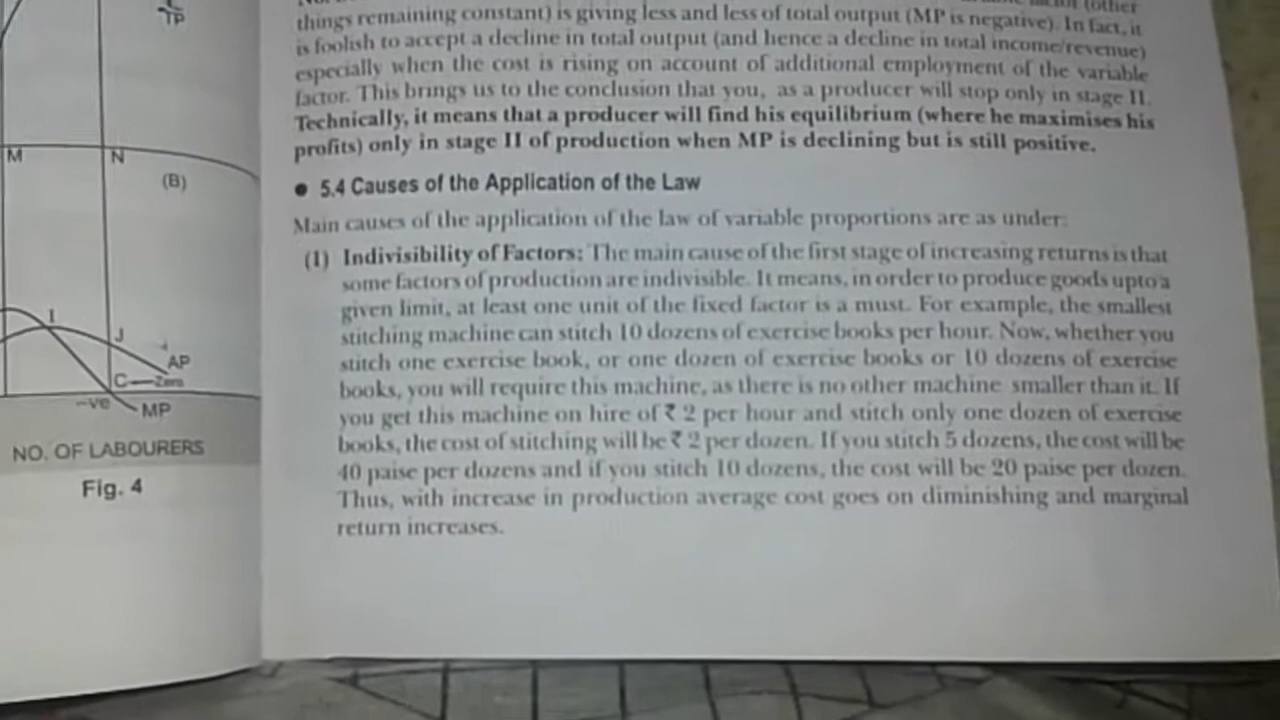 TP
M
N
(B)
I
J
AP
C
Zero
-ve
MP
NO. OF LABOURERS
Fig. 4
(other
things remaining constant) is giving less and less of total output (MP is negative). In fact, it
is foolish to accept a decline in total output (and hence a decline in total income/revenue)
especially when the cost is rising on account of additional employment of the variable
factor. This brings us to the conclusion that you, as a producer will stop only in stage II.
Technically, it means that a producer will find his equilibrium (where he maximises his
profits) only in stage II of production when MP is declining but is still positive.
● 5.4 Causes of the Application of the Law
Main causes of the application of the law of variable proportions are as under:
(1) Indivisibility of Factors: The main cause of the first stage of increasing returns is that
some factors of production are indivisible. It means, in order to produce goods upto a
given limit, at least one unit of the fixed factor is a must. For example, the smallest
stitching machine can stitch 10 dozens of exercise books per hour. Now, whether you
stitch one exercise book, or one dozen of exercise books or 10 dozens of exercise
books, you will require this machine, as there is no other machine smaller than it. If
you get this machine on hire of ₹ 2 per hour and stitch only one dozen of exercise
books, the cost of stitching will be ₹ 2 per dozen. If you stitch 5 dozens, the cost will be
40 paise per dozens and if you stitch 10 dozens, the cost will be 20 paise per dozen.
Thus, with increase in production average cost goes on diminishing and marginal
return increases.